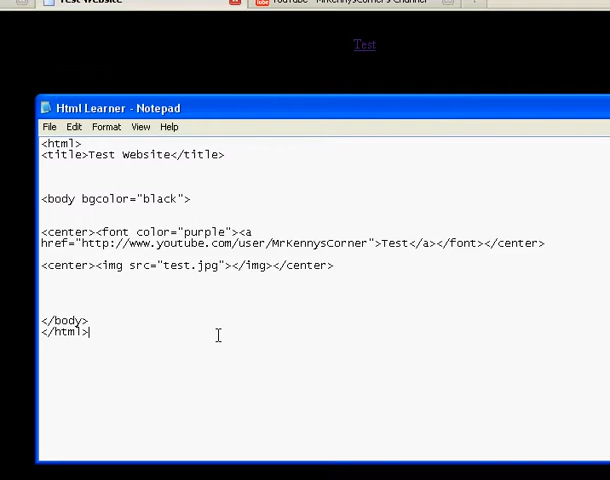 Test Website
YouTube - MrKennysCorner's Channel
Test
Html Learner - Notepad
File Edit Format View Help
<html>
<title>Test Website</title>
<body bgcolor="black">
<center><font color="purple"><a
href="http://www.youtube.com/user/MrKennysCorner">Test</a></font></center>
<center><img src="test.jpg"></img></center>
</body>
</html>